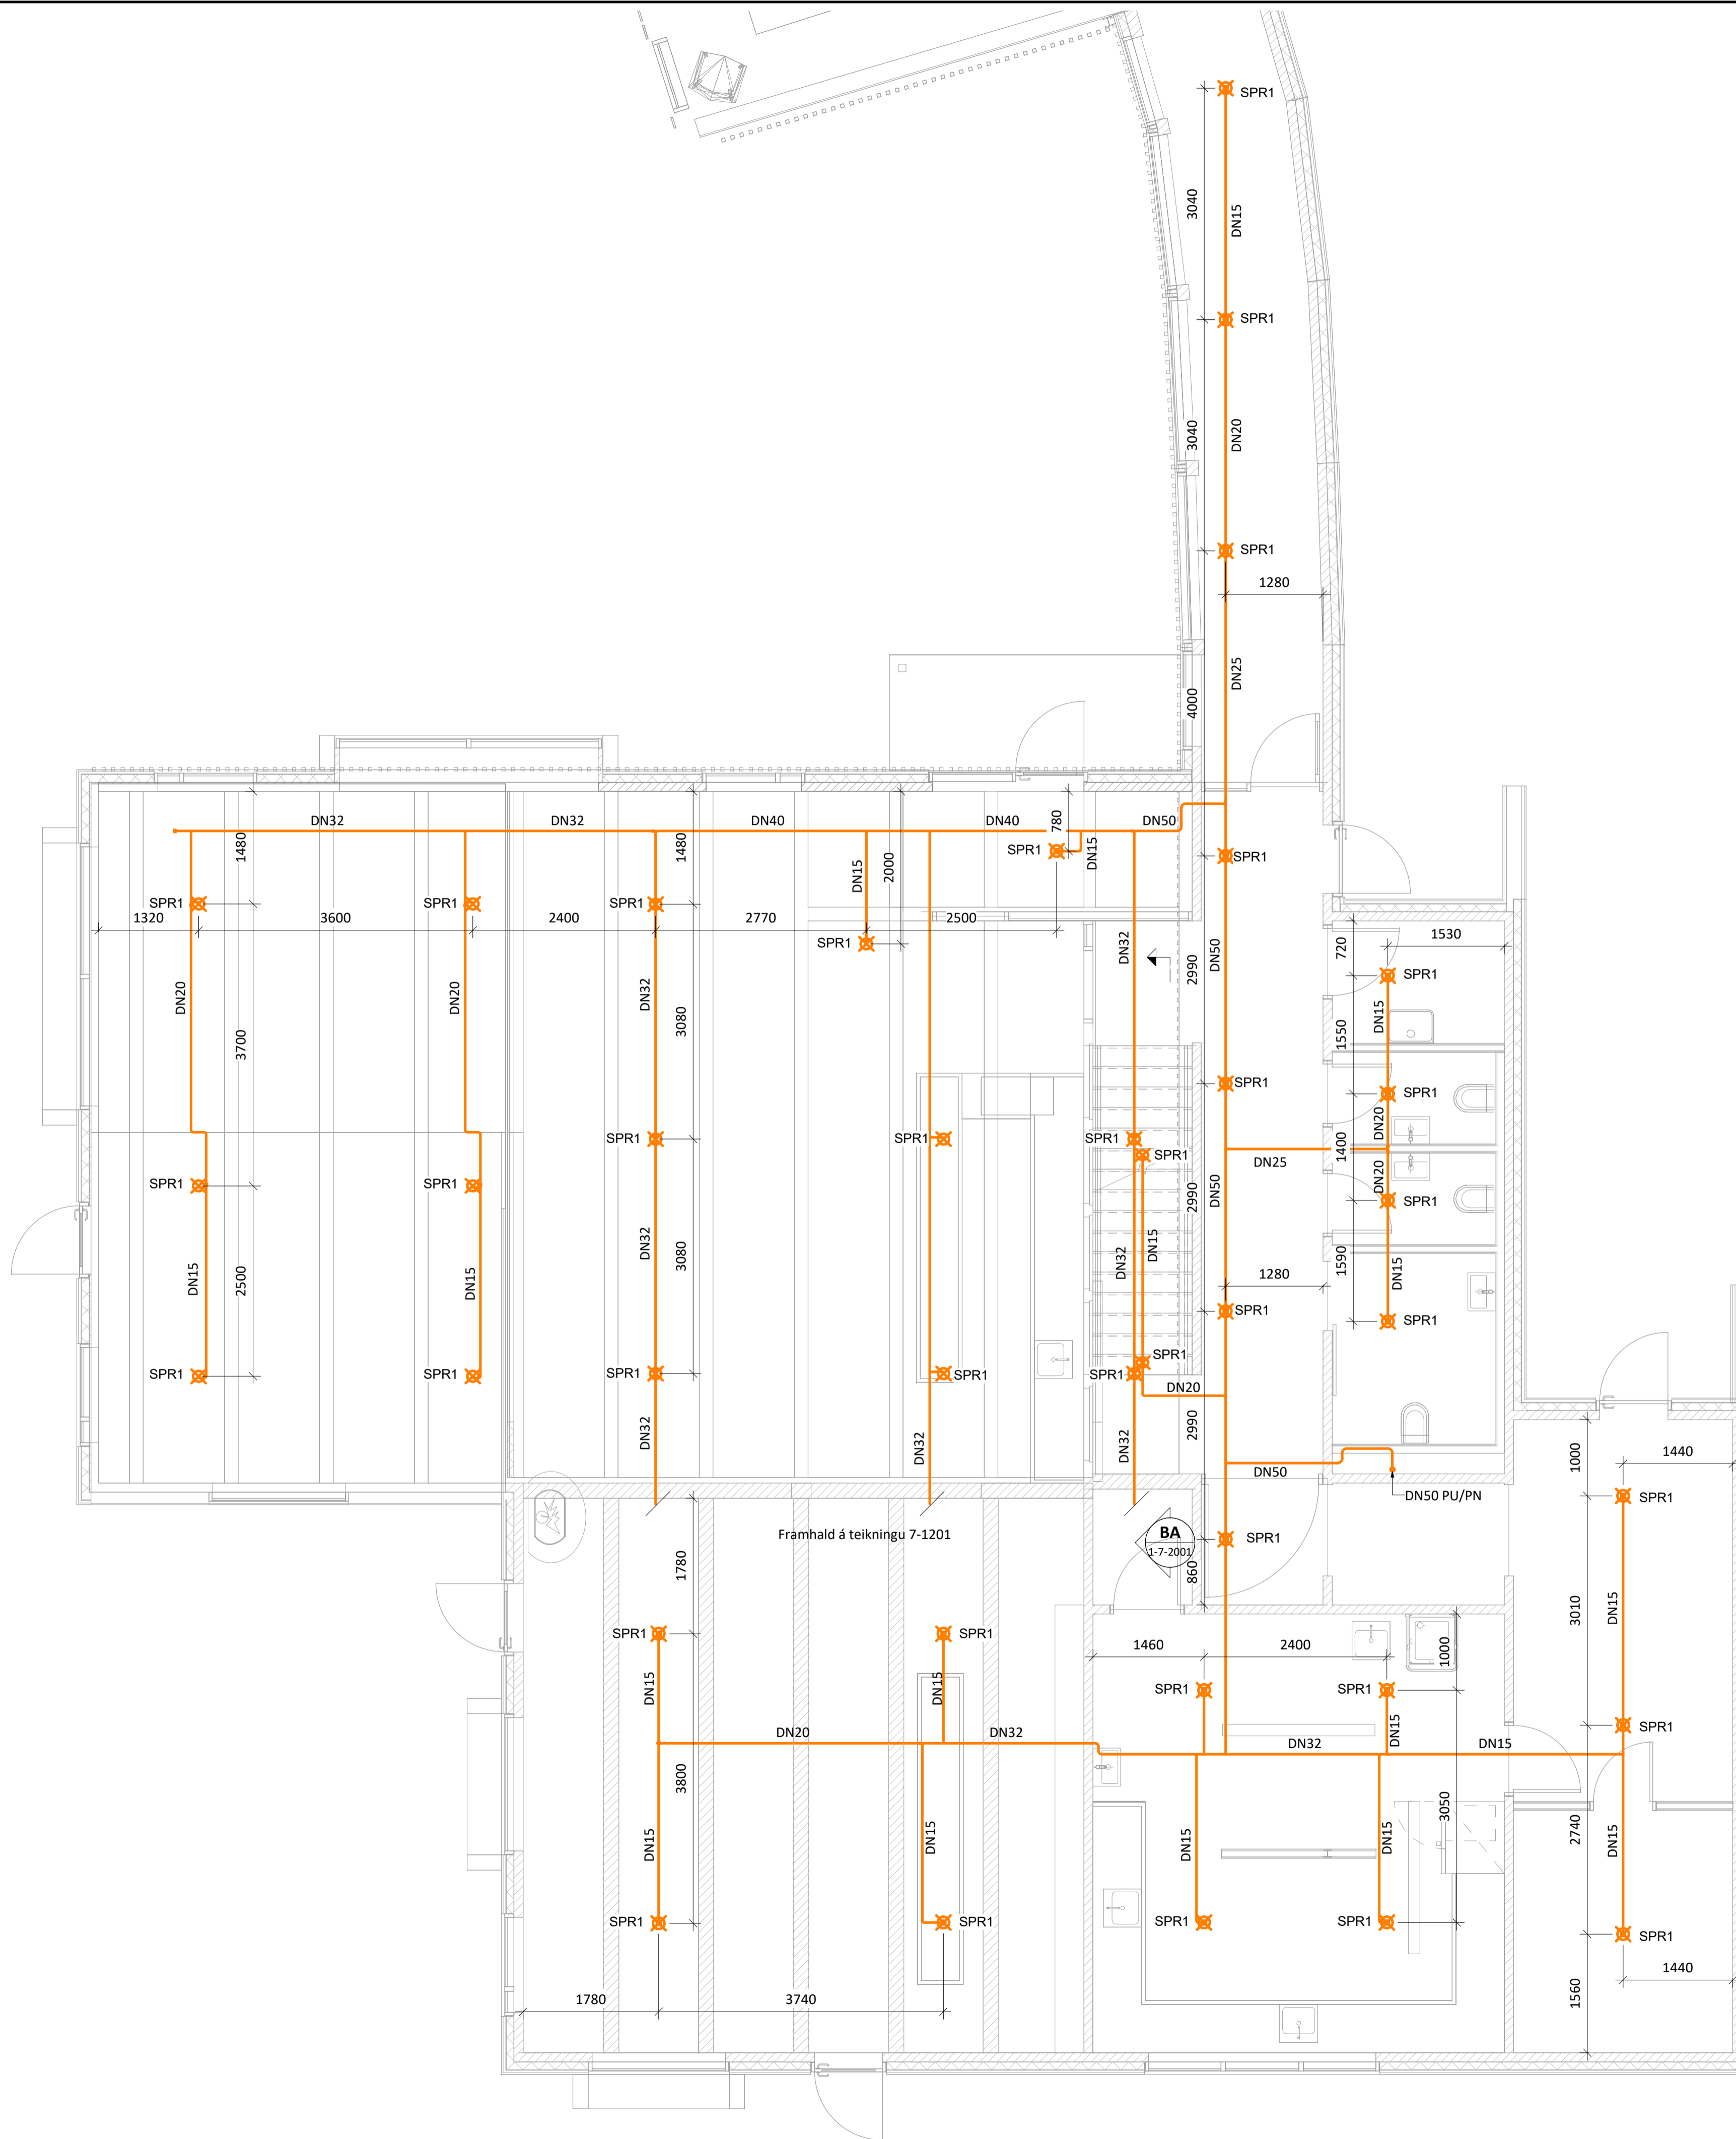 SPR1
3040
DN15
SPR1
3040
DN20
SPR1
1280
DN25
4000
DN32
DN32
DN40
DN40
780
DN50
1480
1480
2000
DN15
SPR1
DN15
SPR1
SPR1
SPR1
SPR1
1320
3600
2400
2770
2500
SPR1
DN32
2990
DN50
720
1530
SPR1
DN20
DN20
DN32
3700
3080
1550
DN15
SPR1
SPR1
DN20
SPR1
SPR1
SPR1
SPR1
1400
DN25
DN20
SPR1
SPR1
2990
DN50
SPR1
DN32
3080
DN32
DN15
1590
DN15
1280
DN15
2500
DN15
SPR1
SPR1
SPR1
SPR1
SPR1
SPR1
SPR1
SPR1
DN20
DN32
DN32
DN32
2990
DN50
DN50 PU/PN
1000
1440
SPR1
Framhald á teikningu 7-1201
BA
1-7-2001
SPR1
1780
860
3010
DN15
SPR1
SPR1
1460
2400
1000
DN15
DN15
SPR1
SPR1
DN15
SPR1
DN20
DN32
DN32
DN15
3800
3050
2740
DN15
DN15
DN15
DN15
DN15
SPR1
SPR1
SPR1
SPR1
SPR1
1440
1560
1780
3740